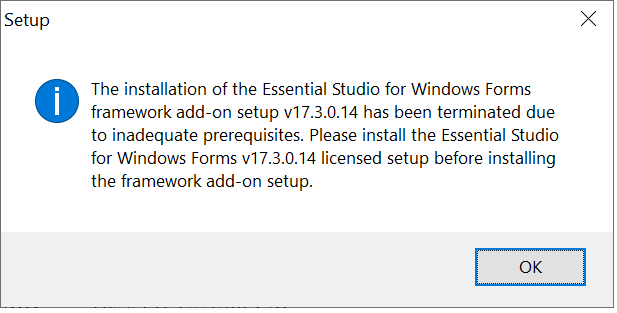 Setup
The installation of the Essential Studio for Windows Forms
framework add-on setup v17.3.0.14 has been terminated due
to inadequate prerequisites. Please install the Essential Studio
for Windows Forms v17.3.0.14 licensed setup before installing
the framework add-on setup.
OK